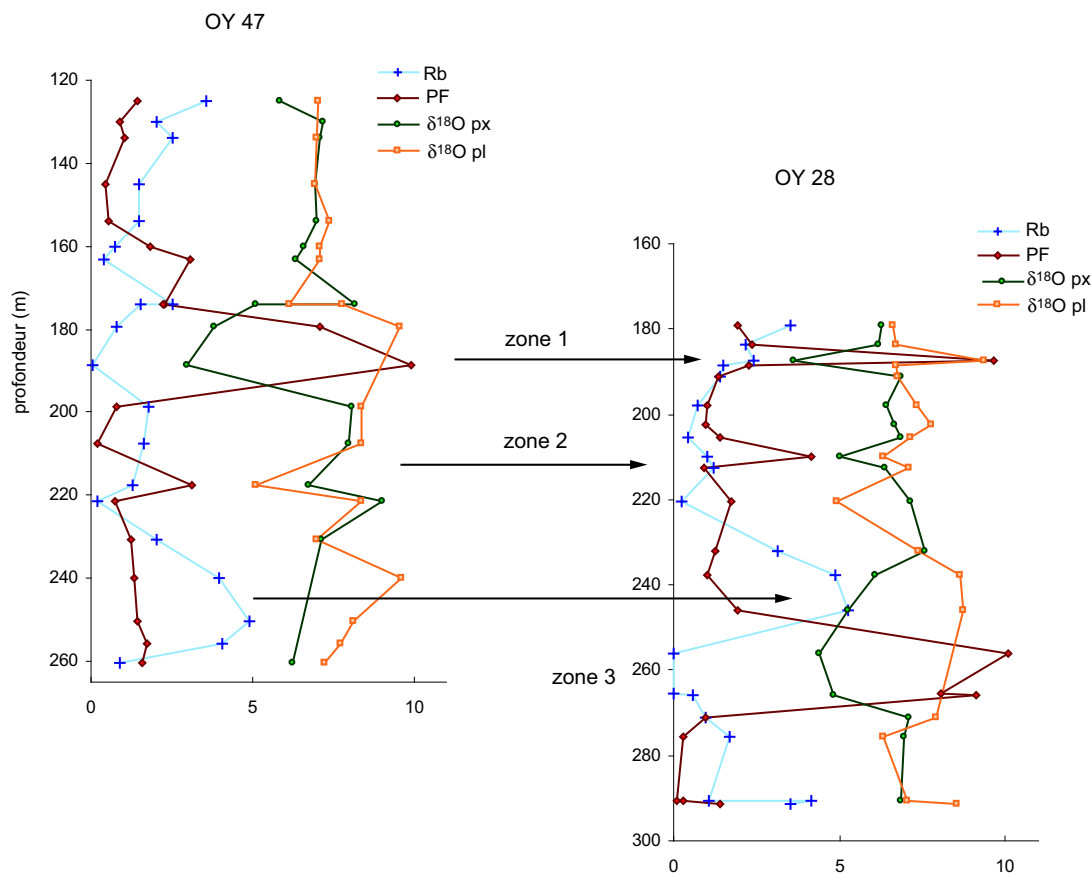 OY 47
Rb
PF
δ¹⁸O px
δ¹⁸O pl
120
140
160
180
200
220
240
260
profondeur (m)
0 5 10
zone 1
zone 2
zone 3
OY 28
Rb
PF
δ¹⁸O px
δ¹⁸O pl
160
180
200
220
240
260
280
300
0 5 10